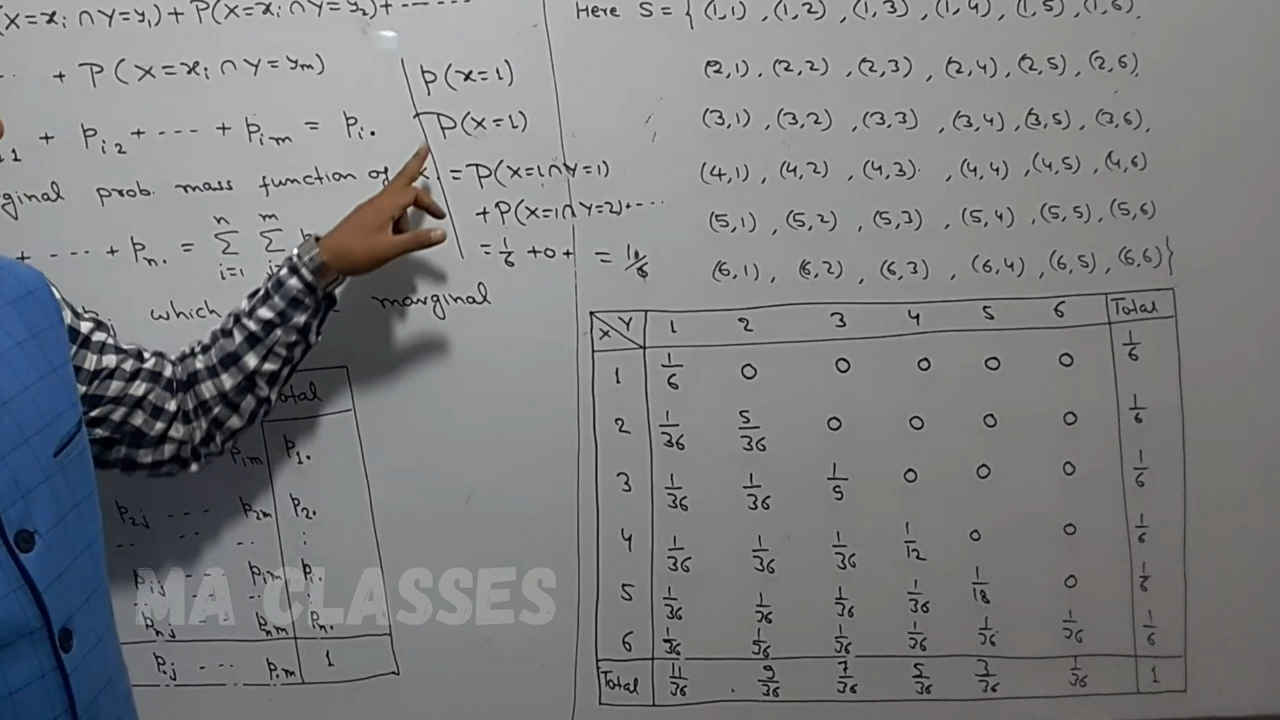 X=xi ∩ Y=y1) + P(X=xi ∩ Y=y2) + ------
.. + P(X=xi ∩ Y=ym)
+ Pi2 + --- + Pim = Pi.
marginal prob. mass function of x
+ --- + Pn. = n Σ i=1 m Σ
which marginal
P(X=1)
P(X=1)
= P(X=1∩Y=1)
+ P(X=1∩Y=2)+----
= 1/6 + 0 + = 1/6
Total
P1m P1.
P2j --- P2m P2.
.. .. .. :
Pij -- Pim Pi.
Pnj Pnm Pn.
P.j --- P.m 1
Here S = { (1,1) , (1,2) , (1,3) , (1,4) , (1,5) , (1,6),
(2,1), (2,2) , (2,3) , (2,4) , (2,5) , (2,6),
(3,1) , (3,2) , (3,3) , (3,4) , (3,5) , (3,6),
(4,1) , (4,2) , (4,3) , (4,4) , (4,5) , (4,6)
(5,1) , (5,2) , (5,3) , (5,4) , (5,5) , (5,6)
(6,1) , (6,2) , (6,3) , (6,4) , (6,5) , (6,6) }
X Y 1 2 3 4 5 6 Total
1 1/6 0 0 0 0 0 1/6
2 1/36 5/36 0 0 0 0 1/6
3 1/36 1/36 1/5 0 0 0 1/6
4 1/36 1/36 1/36 1/12 0 0 1/6
5 1/36 1/36 1/36 1/36 1/18 0 1/6
6 1/36 1/36 1/36 1/36 1/36 1/36 1/6
Total 11/36 . 9/36 7/36 5/36 3/36 1/36 1
MA CLASSES